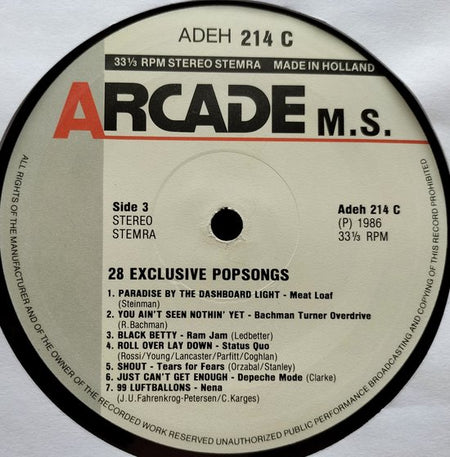 ADEH 214 C
33⅓ RPM STEREO STEMRA MADE IN HOLLAND
ARCADE M.S.
Side 3
STEREO
STEMRA
Adeh 214 C
(P) 1986
33⅓ RPM
28 EXCLUSIVE POPSONGS
1. PARADISE BY THE DASHBOARD LIGHT - Meat Loaf
(Steinman)
2. YOU AIN'T SEEN NOTHIN' YET - Bachman Turner Overdrive
(R.Bachman)
3. BLACK BETTY - Ram Jam (Ledbetter)
4. ROLL OVER LAY DOWN - Status Quo
(Rossi/Young/Lancaster/Parfitt/Coghlan)
5. SHOUT - Tears for Fears (Orzabal/Stanley)
6. JUST CAN'T GET ENOUGH - Depeche Mode (Clarke)
7. 99 LUFTBALLONS - Nena
(J.U.Fahrenkrog-Petersen/C.Karges)
ALL RIGHTS OF THE MANUFACTURER AND OF THE OWNER OF THE RECORDED WORK RESERVED UNAUTHORIZED PUBLIC PERFORMANCE BROADCASTING AND COPYING OF THIS RECORD PROHIBITED